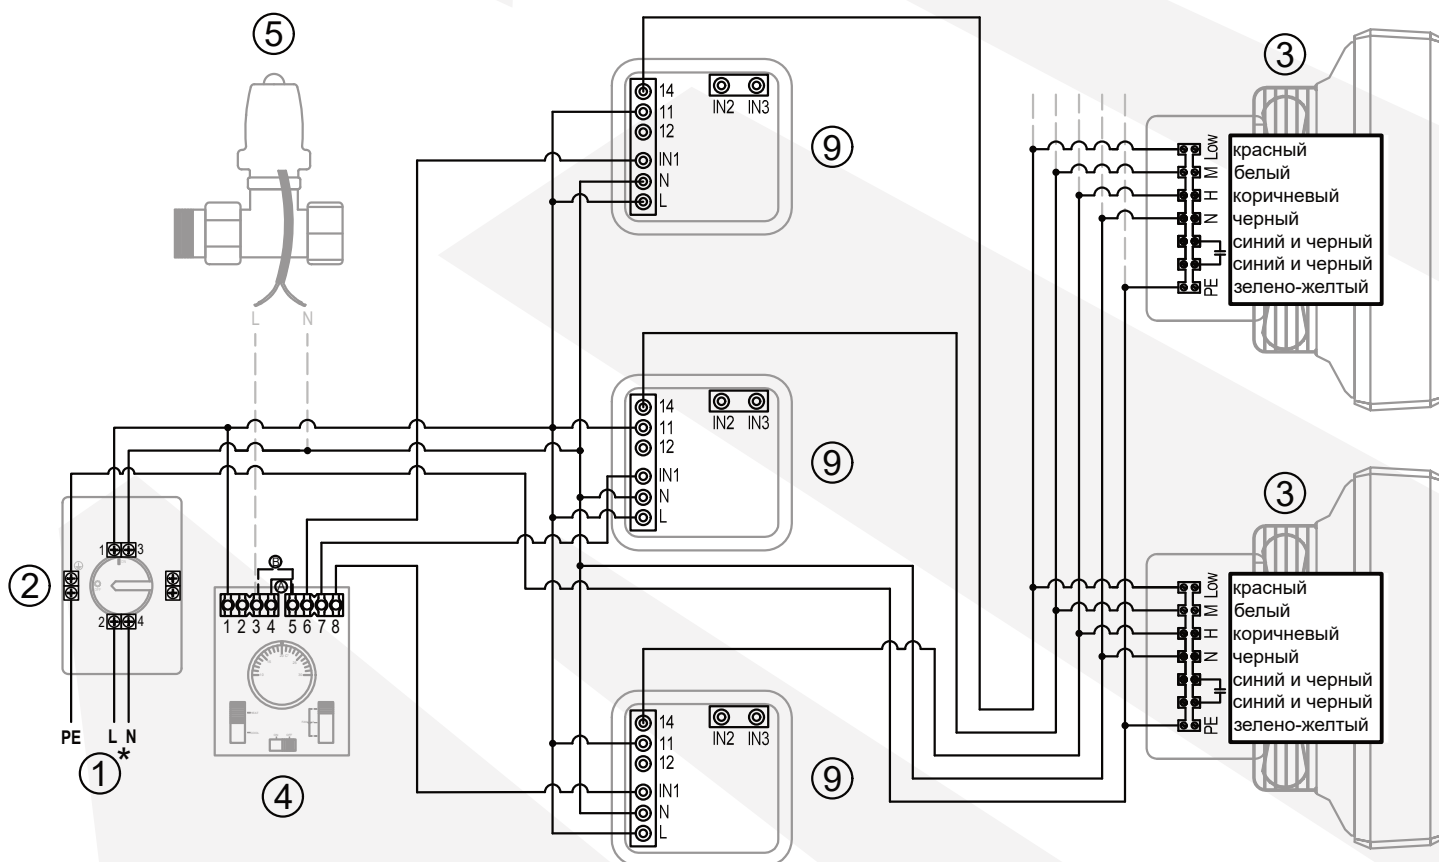 5
14
11
12
IN1
N
L
IN2 IN3
9
3
Low красный
M белый
H коричневый
N черный
синий и черный
синий и черный
PE зелено-желтый
L N
14
11
12
IN1
N
L
IN2 IN3
9
3
Low красный
M белый
H коричневый
N черный
синий и черный
синий и черный
PE зелено-желтый
2
1 3
2 4
PE L N
*
1
B
A
1 2 3 4 5 6 7 8
4
14
11
12
IN1
N
L
IN2 IN3
9